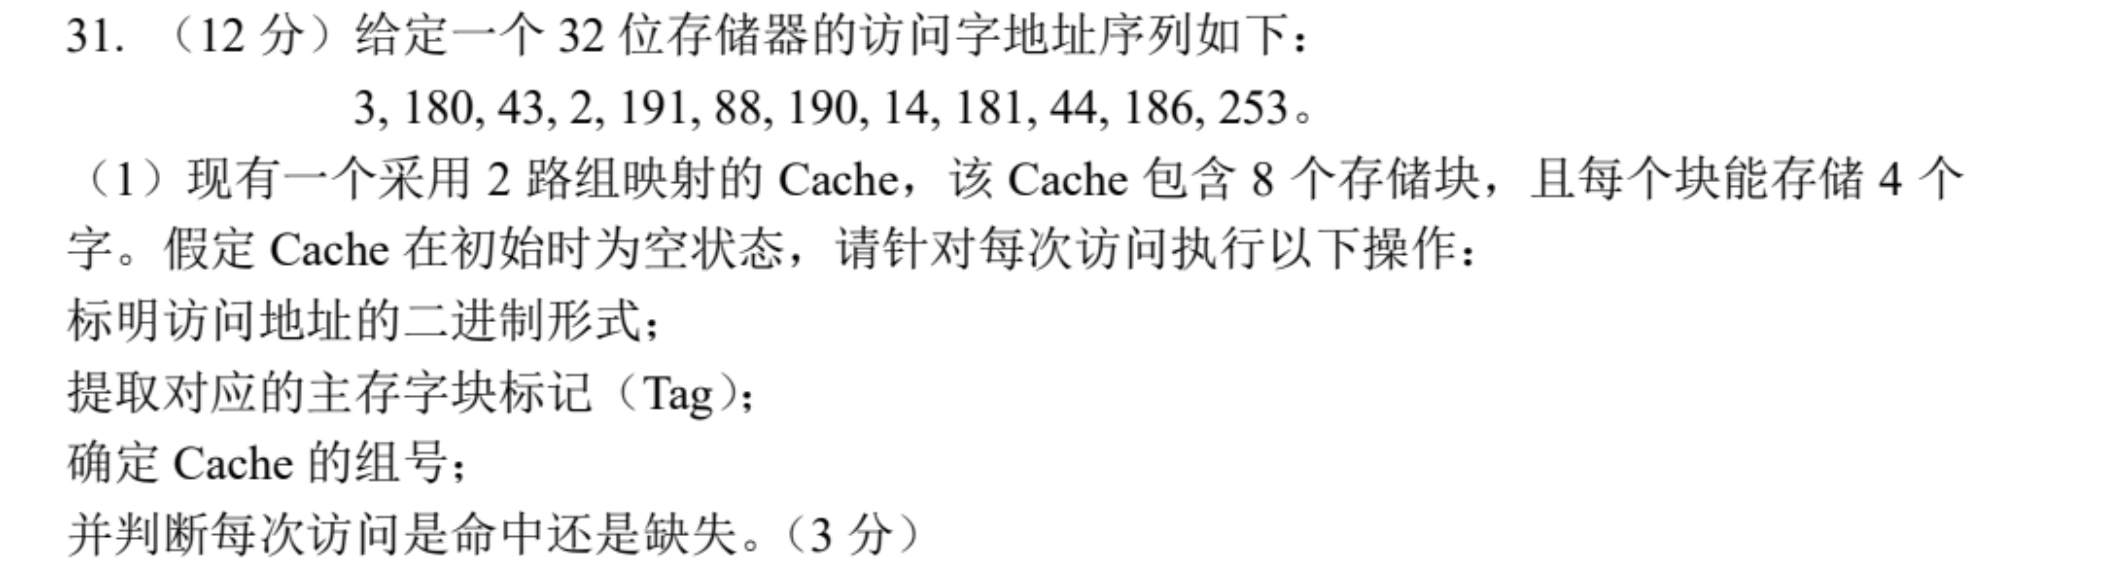 31. （12 分）给定一个 32 位存储器的访问字地址序列如下：
3, 180, 43, 2, 191, 88, 190, 14, 181, 44, 186, 253。
（1）现有一个采用 2 路组映射的 Cache，该 Cache 包含 8 个存储块，且每个块能存储 4 个
字。假定 Cache 在初始时为空状态，请针对每次访问执行以下操作：
标明访问地址的二进制形式；
提取对应的主存字块标记（Tag）；
确定 Cache 的组号；
并判断每次访问是命中还是缺失。（3 分）